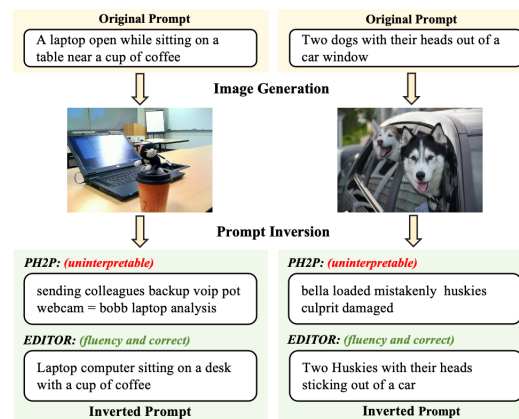 Original Prompt
A laptop open while sitting on a
table near a cup of coffee
Original Prompt
Two dogs with their heads out of a
car window
Image Generation
Prompt Inversion
PH2P: (uninterpretable)
sending colleagues backup voip pot
webcam = bobb laptop analysis
EDITOR: (fluency and correct)
Laptop computer sitting on a desk
with a cup of coffee
Inverted Prompt
PH2P: (uninterpretable)
bella loaded mistakenly huskies
culprit damaged
EDITOR: (fluency and correct)
Two Huskies with their heads
sticking out of a car
Inverted Prompt